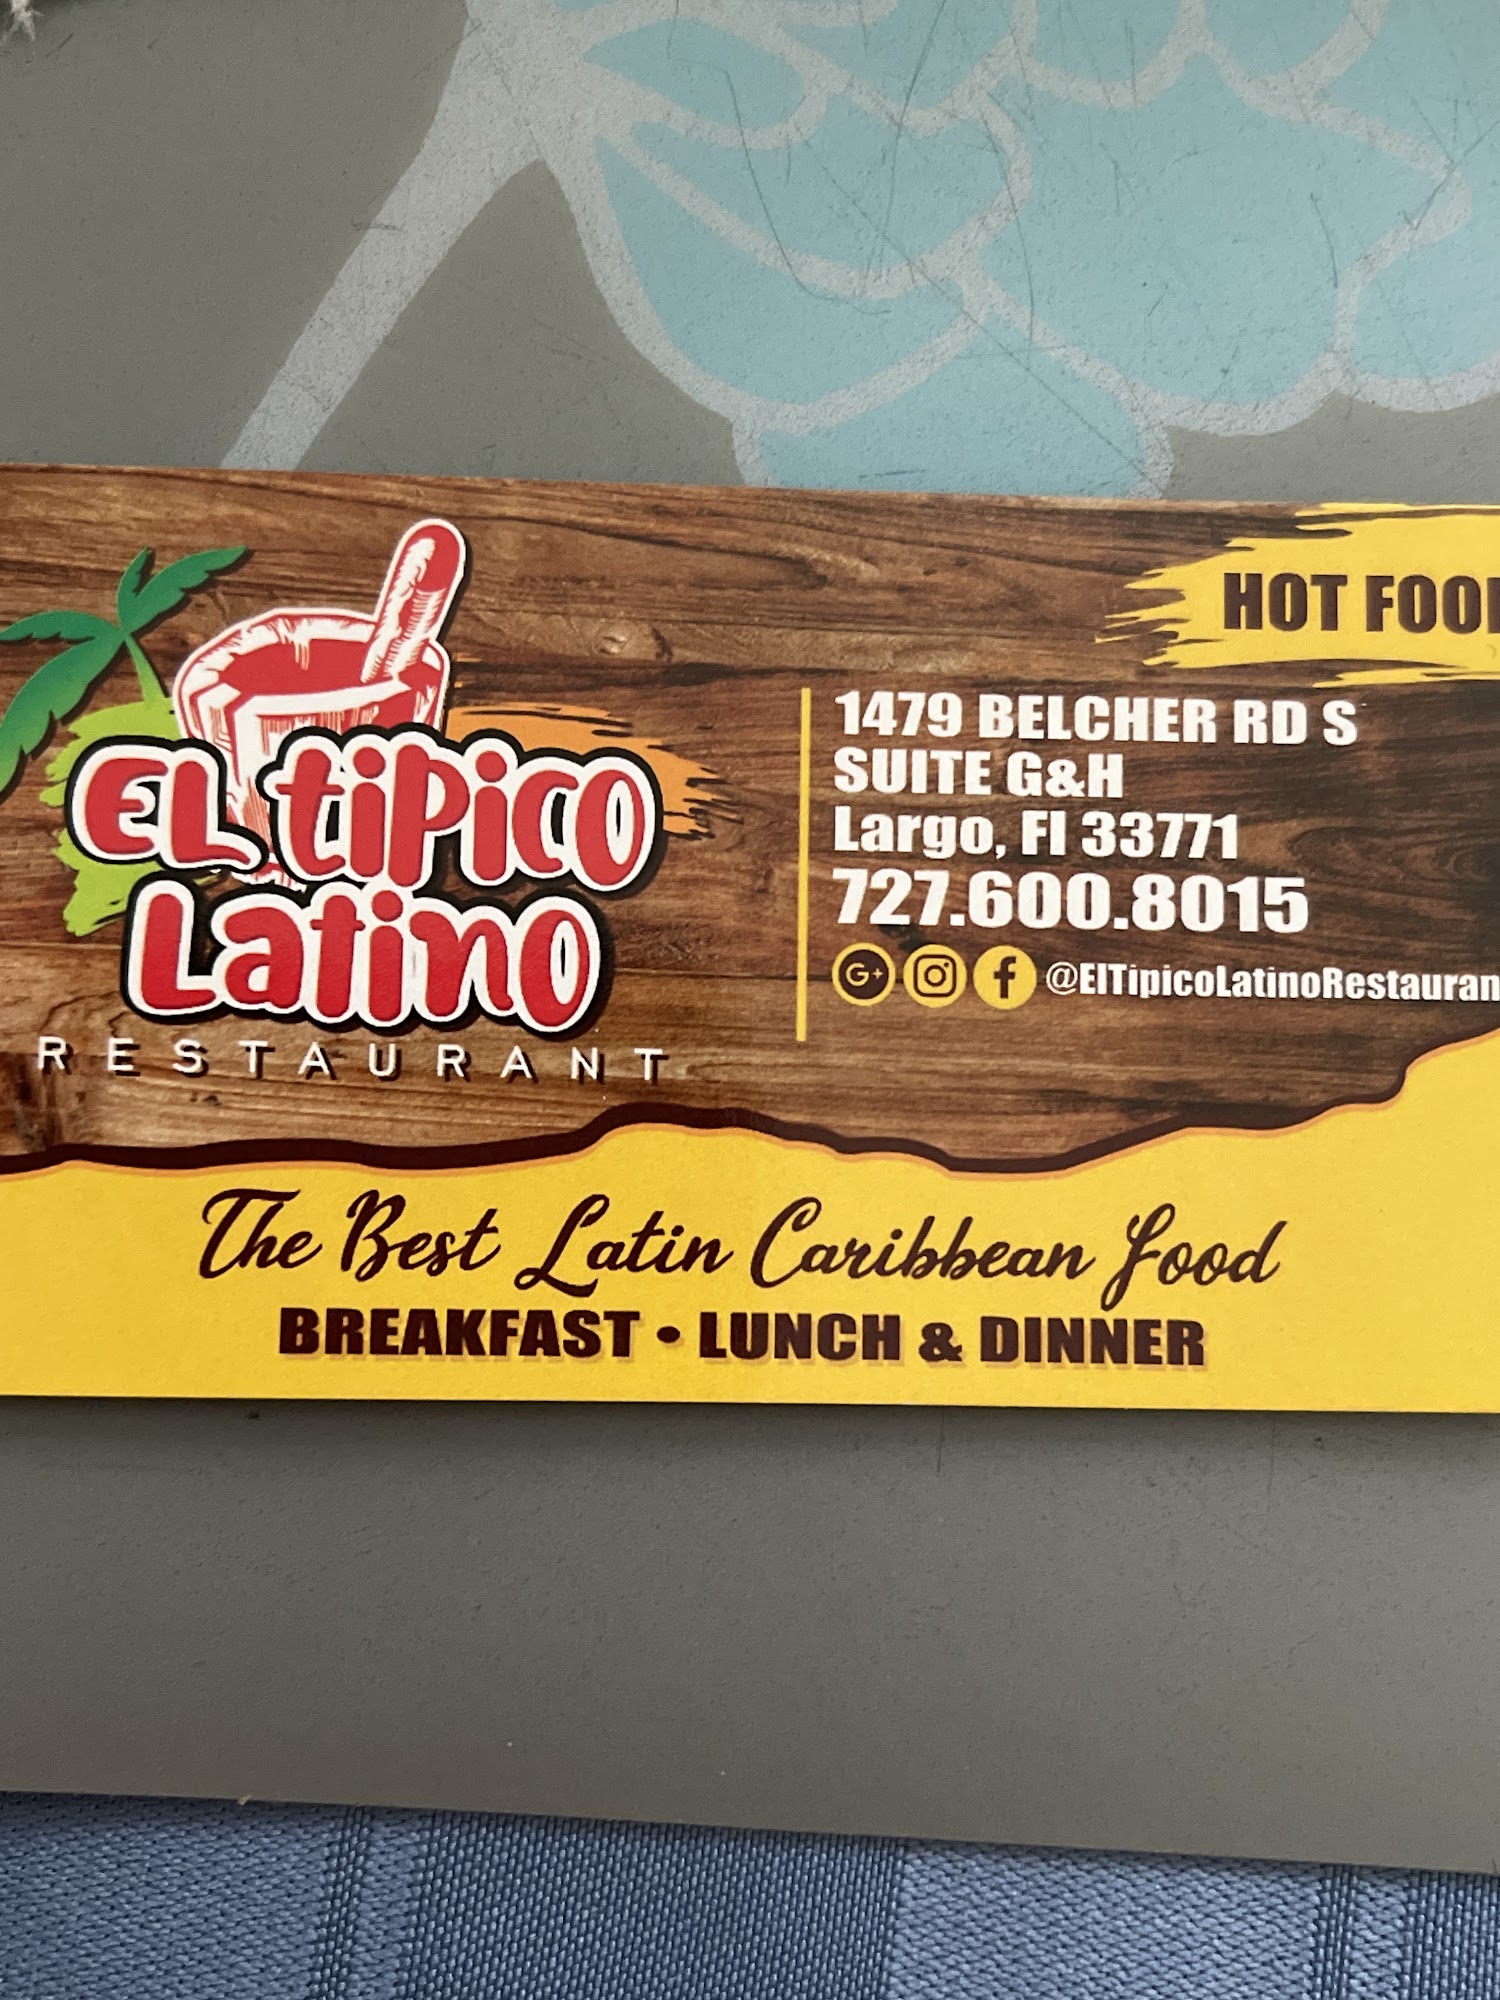 EL tiPico
Latino
RESTAURANT
HOT FOO
1479 BELCHER RD S
SUITE G&H
Largo, Fl 33771
727.600.8015
G+ f @ElTipicoLatinoRestauran
The Best Latin Caribbean Food
BREAKFAST • LUNCH & DINNER